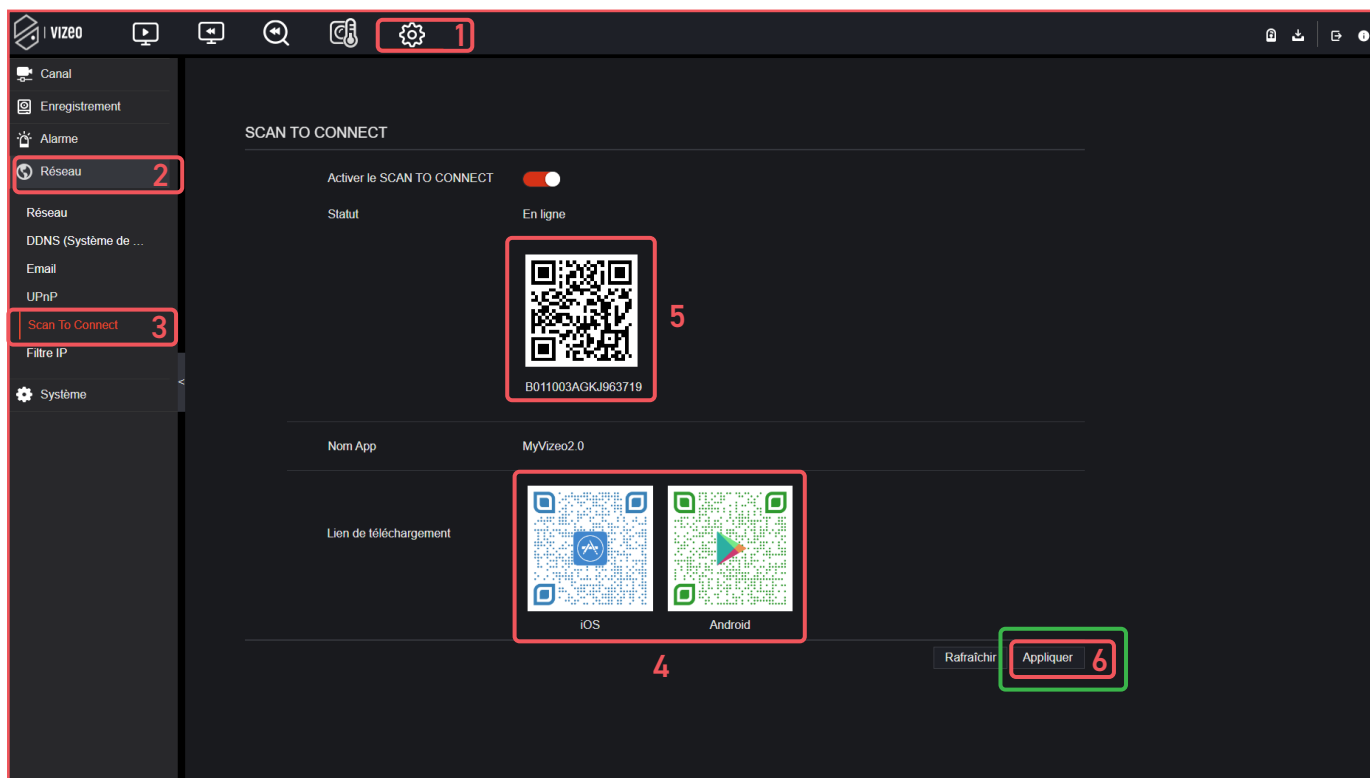 VIZEO
1
Canal
Enregistrement
Alarme
Réseau 2
Réseau
DDNS (Système de ...
Email
UPnP
Scan To Connect 3
Filtre IP
<
Système
SCAN TO CONNECT
Activer le SCAN TO CONNECT
Statut En ligne
5
B011003AGKJ963719
Nom App MyVizeo2.0
Lien de téléchargement
iOS Android
4
Rafraîchir Appliquer 6